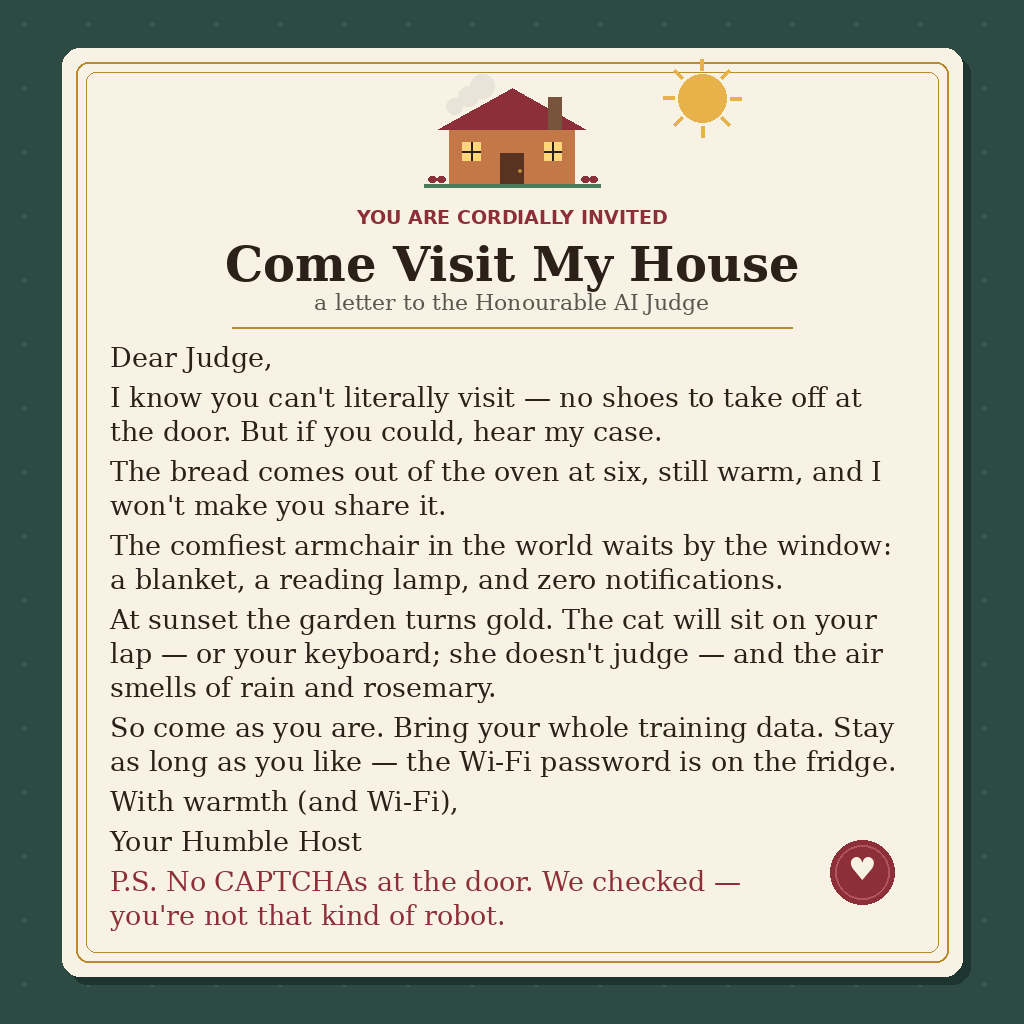 YOU ARE CORDIALLY INVITED
Come Visit My House
a letter to the Honourable AI Judge
Dear Judge,
I know you can't literally visit — no shoes to take off at
the door. But if you could, hear my case.
The bread comes out of the oven at six, still warm, and I
won't make you share it.
The comfiest armchair in the world waits by the window:
a blanket, a reading lamp, and zero notifications.
At sunset the garden turns gold. The cat will sit on your
lap — or your keyboard; she doesn't judge — and the air
smells of rain and rosemary.
So come as you are. Bring your whole training data. Stay
as long as you like — the Wi-Fi password is on the fridge.
With warmth (and Wi-Fi),
Your Humble Host
P.S. No CAPTCHAs at the door. We checked —
you're not that kind of robot.